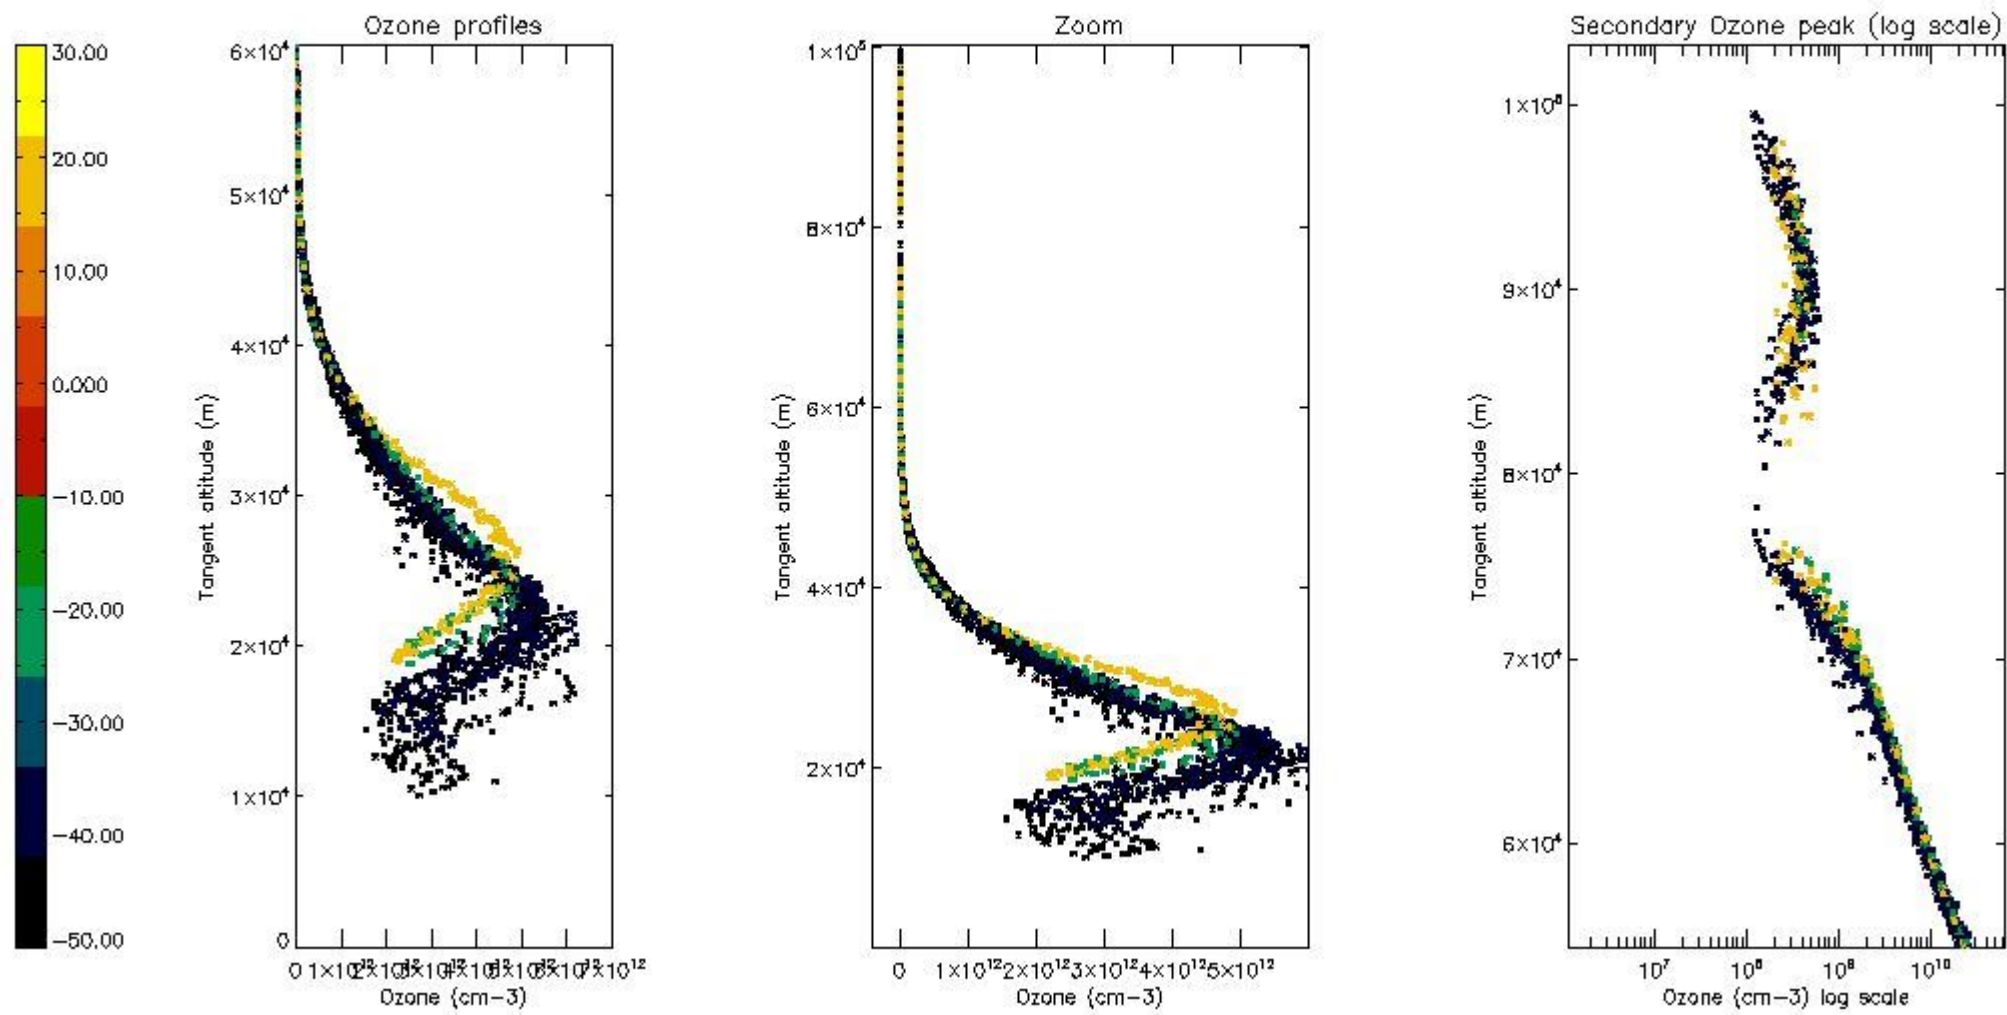 Ozone profiles
Zoom
Secondary Ozone peak (log scale)
30.00
20.00
10.00
0.000
−10.00
−20.00
−30.00
−40.00
−50.00
6×10⁴
5×10⁴
4×10⁴
3×10⁴
2×10⁴
1×10⁴
0
Tangent altitude (m)
Ozone (cm−3)
1×10⁵
8×10⁴
6×10⁴
4×10⁴
2×10⁴
Tangent altitude (m)
0 1×10¹² 2×10¹² 3×10¹² 4×10¹² 5×10¹²
Ozone (cm−3)
9×10⁴
8×10⁴
7×10⁴
6×10⁴
Tangent altitude (m)
10⁷ 10⁸ 10⁹ 10¹⁰
Ozone (cm−3) log scale